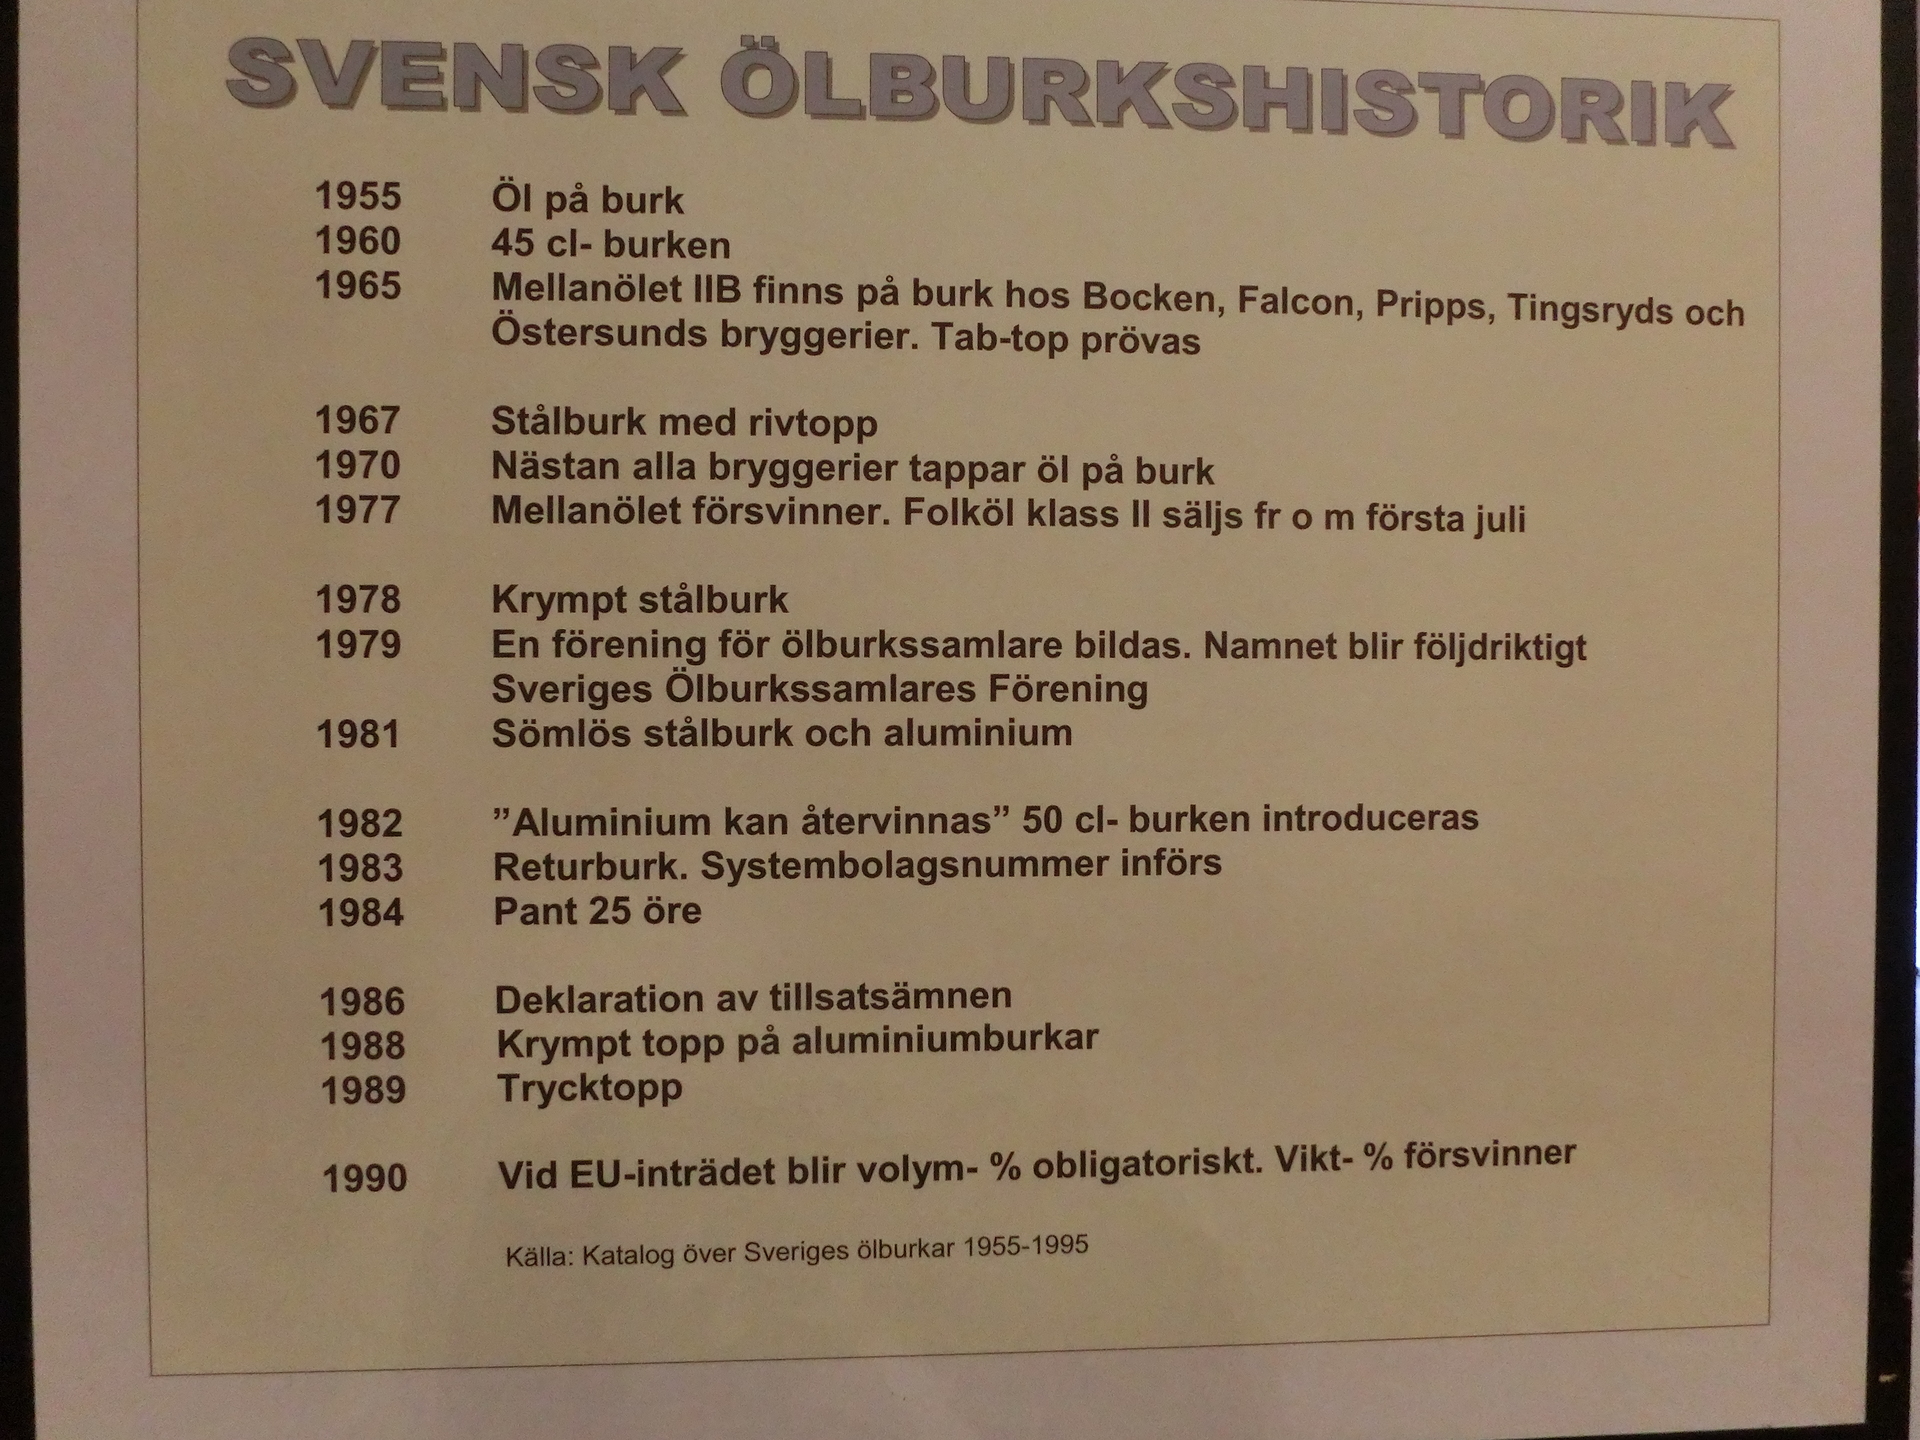 SVENSK ÖLBURKSHISTORIK
1955 Öl på burk
1960 45 cl- burken
1965 Mellanölet IIB finns på burk hos Bocken, Falcon, Pripps, Tingsryds och
Östersunds bryggerier. Tab-top prövas
1967 Stålburk med rivtopp
1970 Nästan alla bryggerier tappar öl på burk
1977 Mellanölet försvinner. Folköl klass II säljs fr o m första juli
1978 Krympt stålburk
1979 En förening för ölburkssamlare bildas. Namnet blir följdriktigt
Sveriges Ölburkssamlares Förening
1981 Sömlös stålburk och aluminium
1982 ”Aluminium kan återvinnas” 50 cl- burken introduceras
1983 Returburk. Systembolagsnummer införs
1984 Pant 25 öre
1986 Deklaration av tillsatsämnen
1988 Krympt topp på aluminiumburkar
1989 Trycktopp
1990 Vid EU-inträdet blir volym- % obligatoriskt. Vikt- % försvinner
Källa: Katalog över Sveriges ölburkar 1955-1995